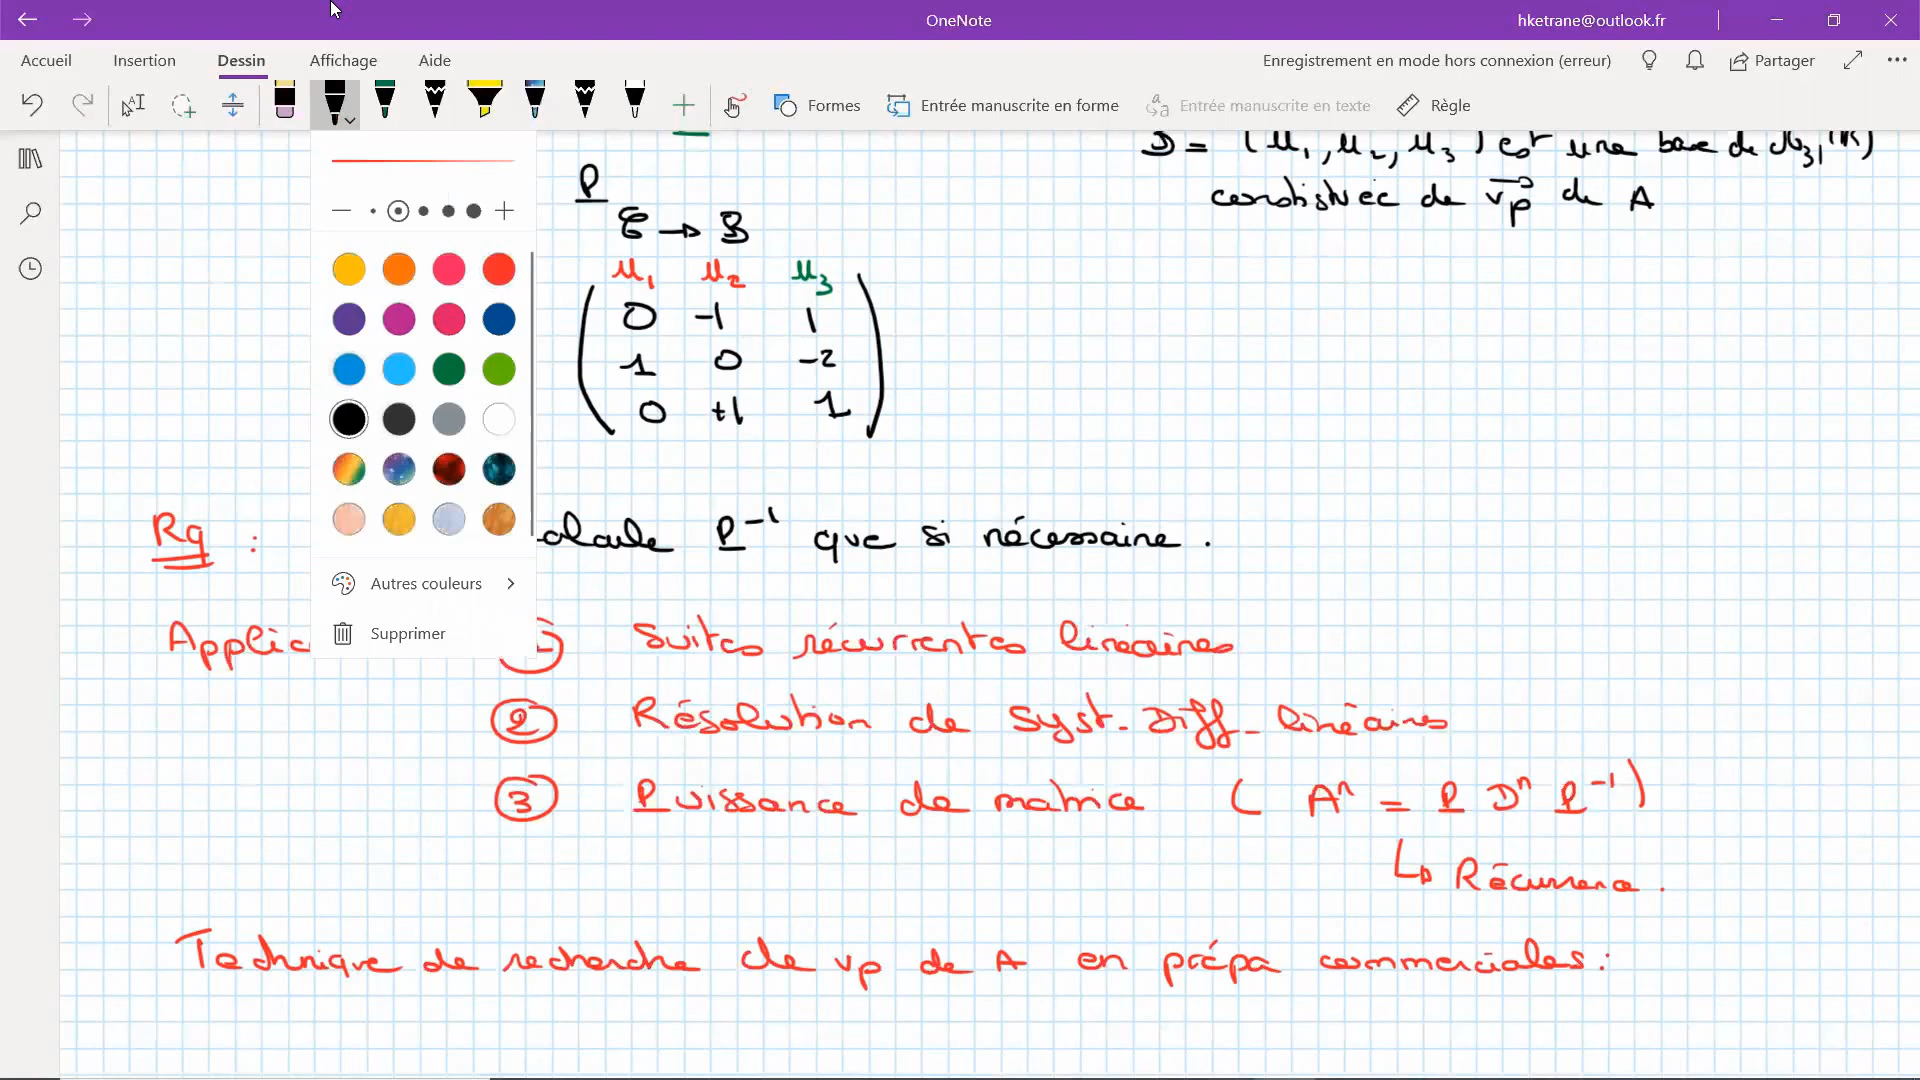 OneNote
hketrane@outlook.fr
Accueil Insertion Dessin Affichage Aide
Enregistrement en mode hors connexion (erreur) Partager
Formes Entrée manuscrite en forme Entrée manuscrite en texte Règle
= (u₁, u₂, u₃) est une base de
constituée de vp de A
P
𝒞 → B
u₁ u₂ u₃
0 -1 1
1 0 -2
0 +1 1
Autres couleurs
Supprimer
Rq : alcule P⁻¹ que si nécessaire .
Applic 1 Suites récurrentes linéaires
2 Résolution de Syst. Diff_ linéaires
3 Puissance de matrice ( Aⁿ = P Dⁿ P⁻¹ )
↳ Récurrence .
Technique de recherche de vp de A en prépa commerciales :